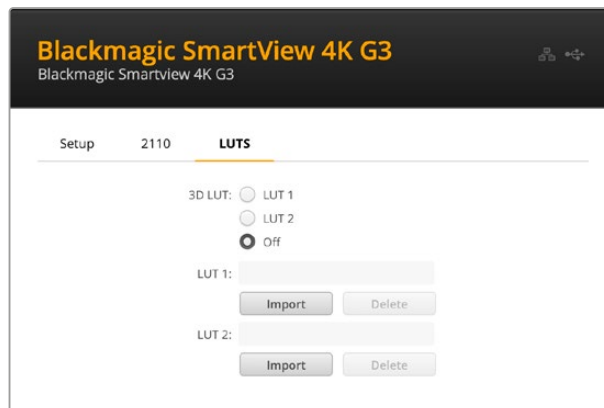 Blackmagic SmartView 4K G3
Blackmagic Smartview 4K G3
Setup 2110 LUTS
3D LUT: LUT 1
LUT 2
Off
LUT 1:
Import Delete
LUT 2:
Import Delete